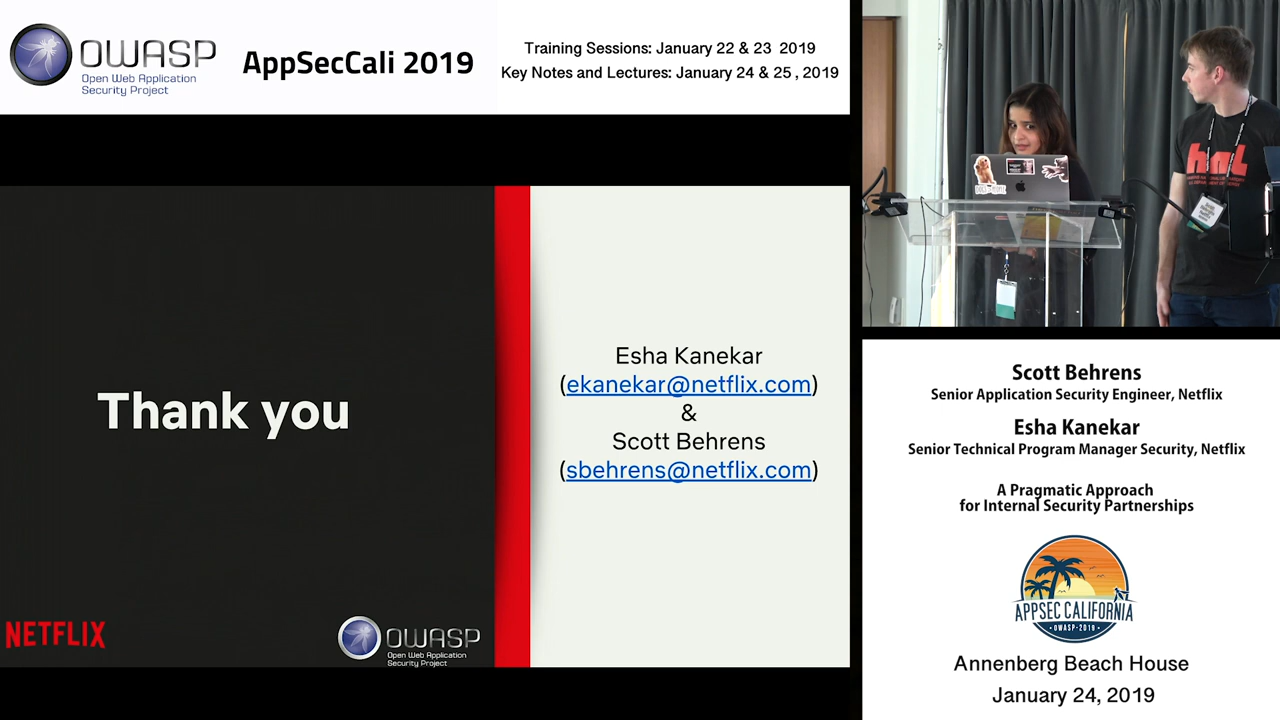 OWASP
Open Web Application
Security Project
AppSecCali 2019
Training Sessions: January 22 & 23 2019
Key Notes and Lectures: January 24 & 25 , 2019
Thank you
Esha Kanekar
(ekanekar@netflix.com)
&
Scott Behrens
(sbehrens@netflix.com)
NETFLIX
OWASP
Open Web Application
Security Project
Scott Behrens
Senior Application Security Engineer, Netflix
Esha Kanekar
Senior Technical Program Manager Security, Netflix
A Pragmatic Approach
for Internal Security Partnerships
APPSEC CALIFORNIA
OWASP-2019
Annenberg Beach House
January 24, 2019